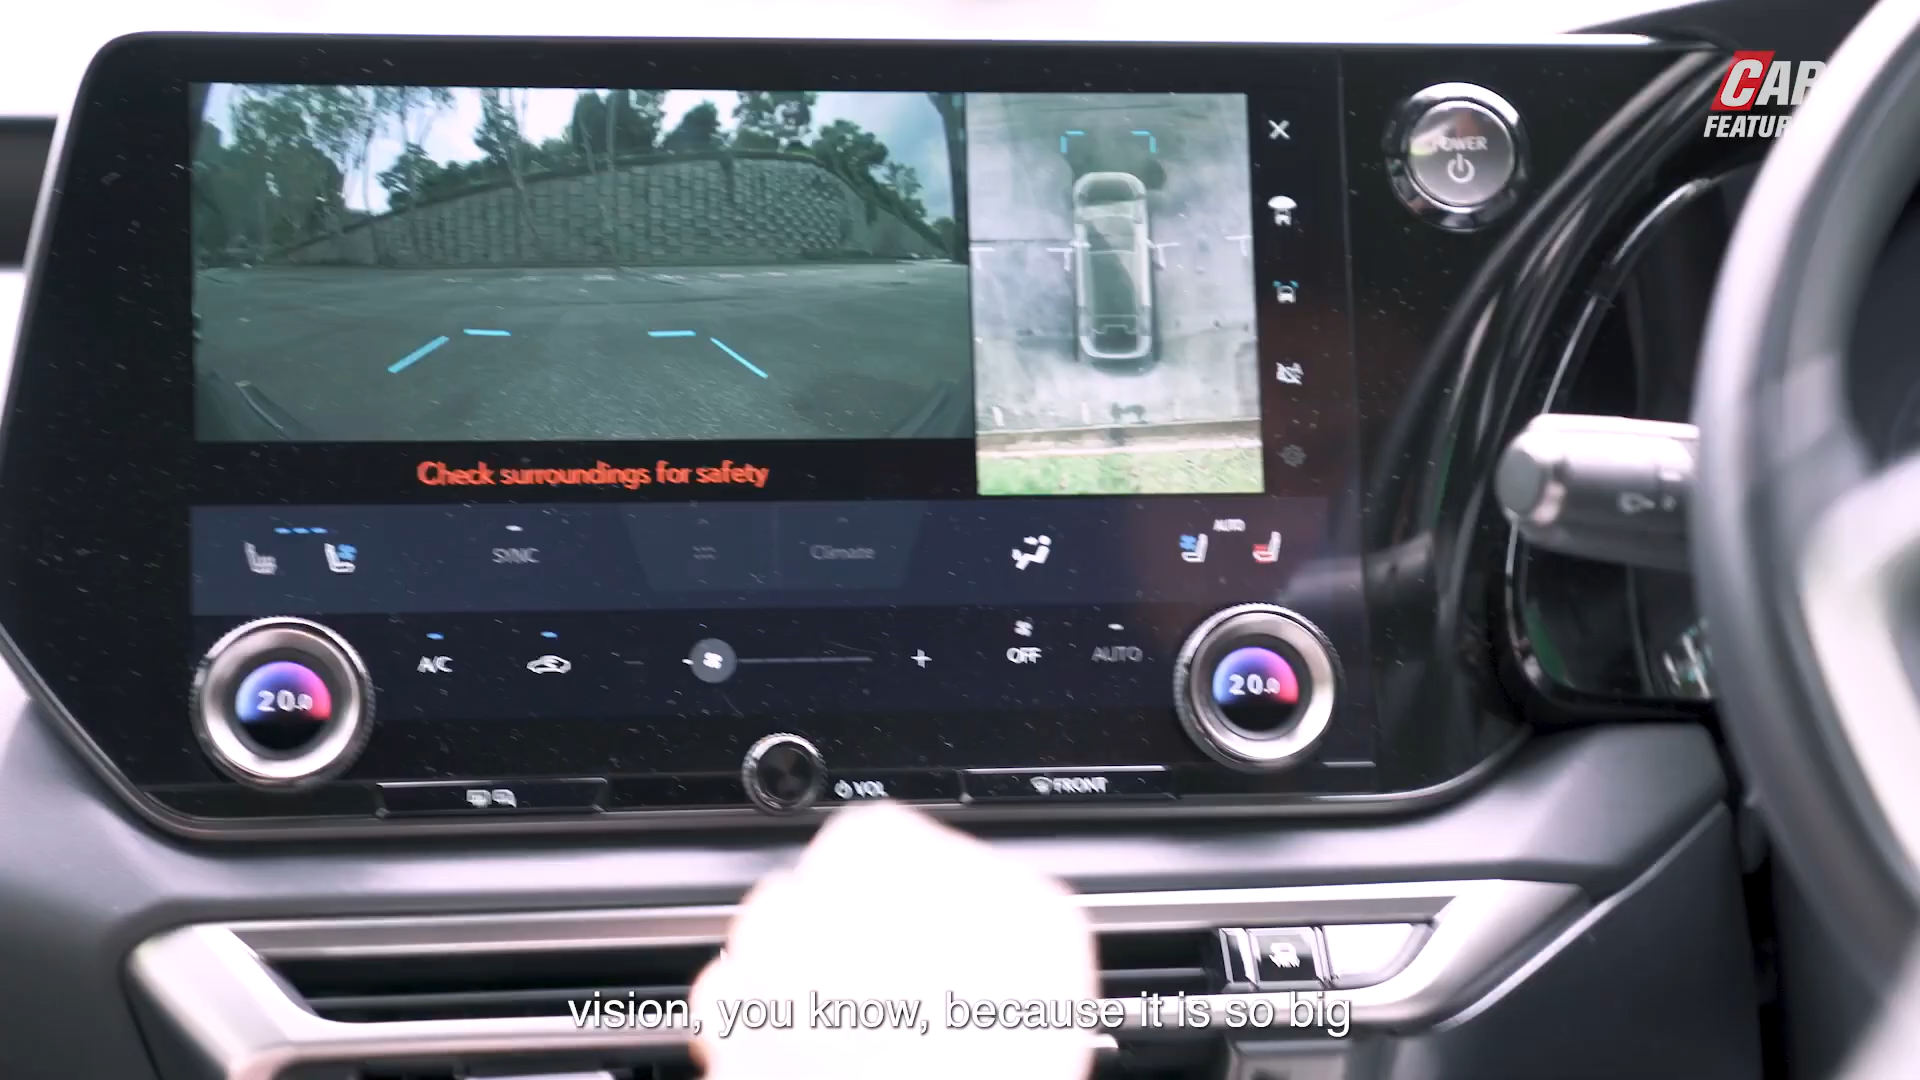 CAR
FEATUR
POWER
Check surroundings for safety
AUTO
SYNC
Climate
20.0
A/C
OFF
AUTO
20.0
VOL
FRONT
vision, you know, because it is so big